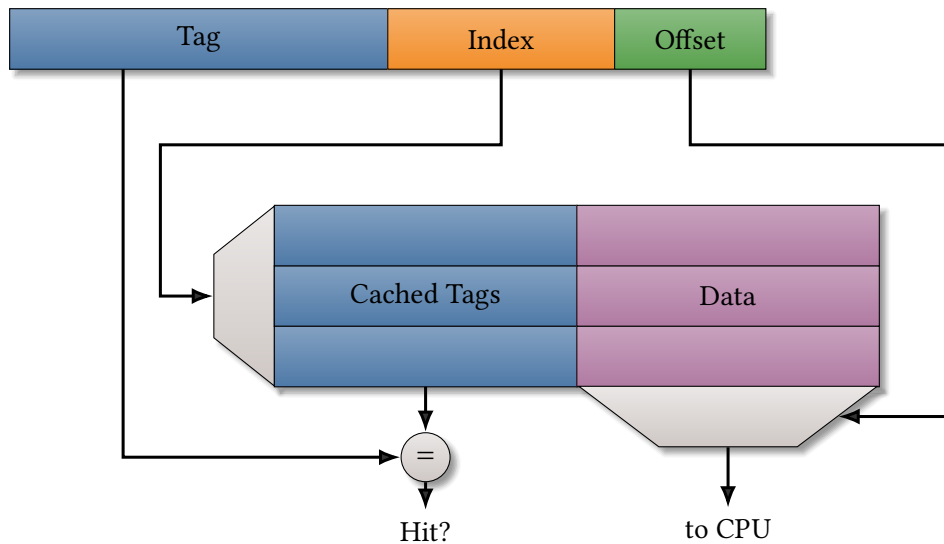 Tag
Index
Offset
Cached Tags
Data
=
Hit?
to CPU